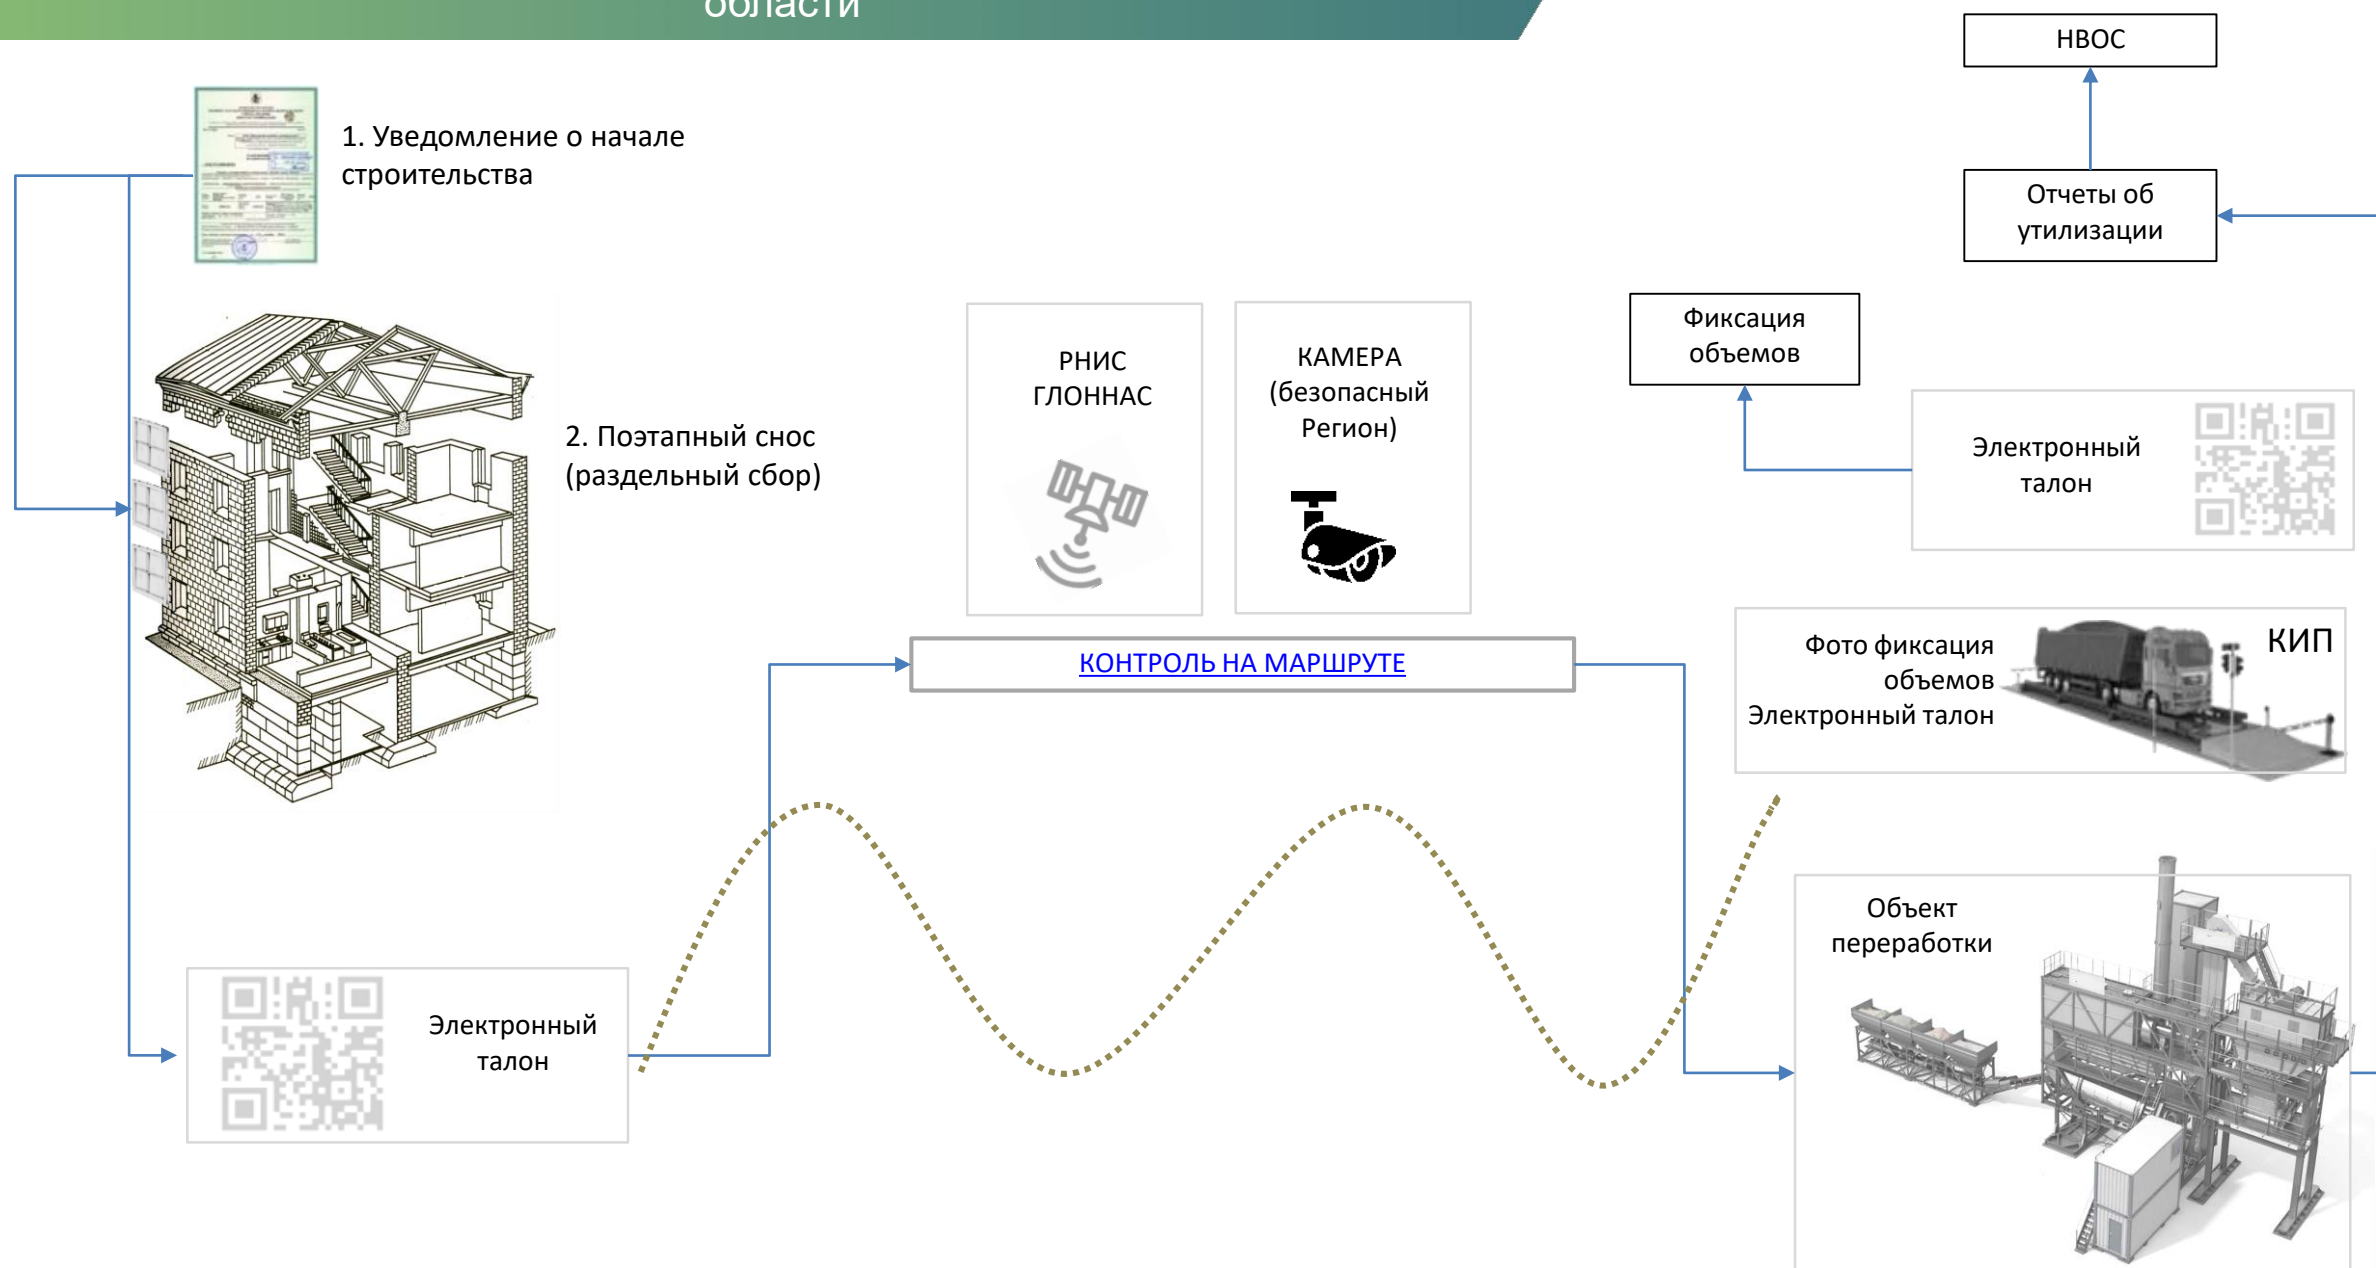 области
НВОС
1. Уведомление о начале
строительства
Отчеты об
утилизации
2. Поэтапный снос
(раздельный сбор)
РНИС
ГЛОННАС
КАМЕРА
(безопасный
Регион)
Фиксация
объемов
Электронный
талон
КОНТРОЛЬ НА МАРШРУТЕ
Фото фиксация
объемов
Электронный талон
КИП
Объект
переработки
Электронный
талон